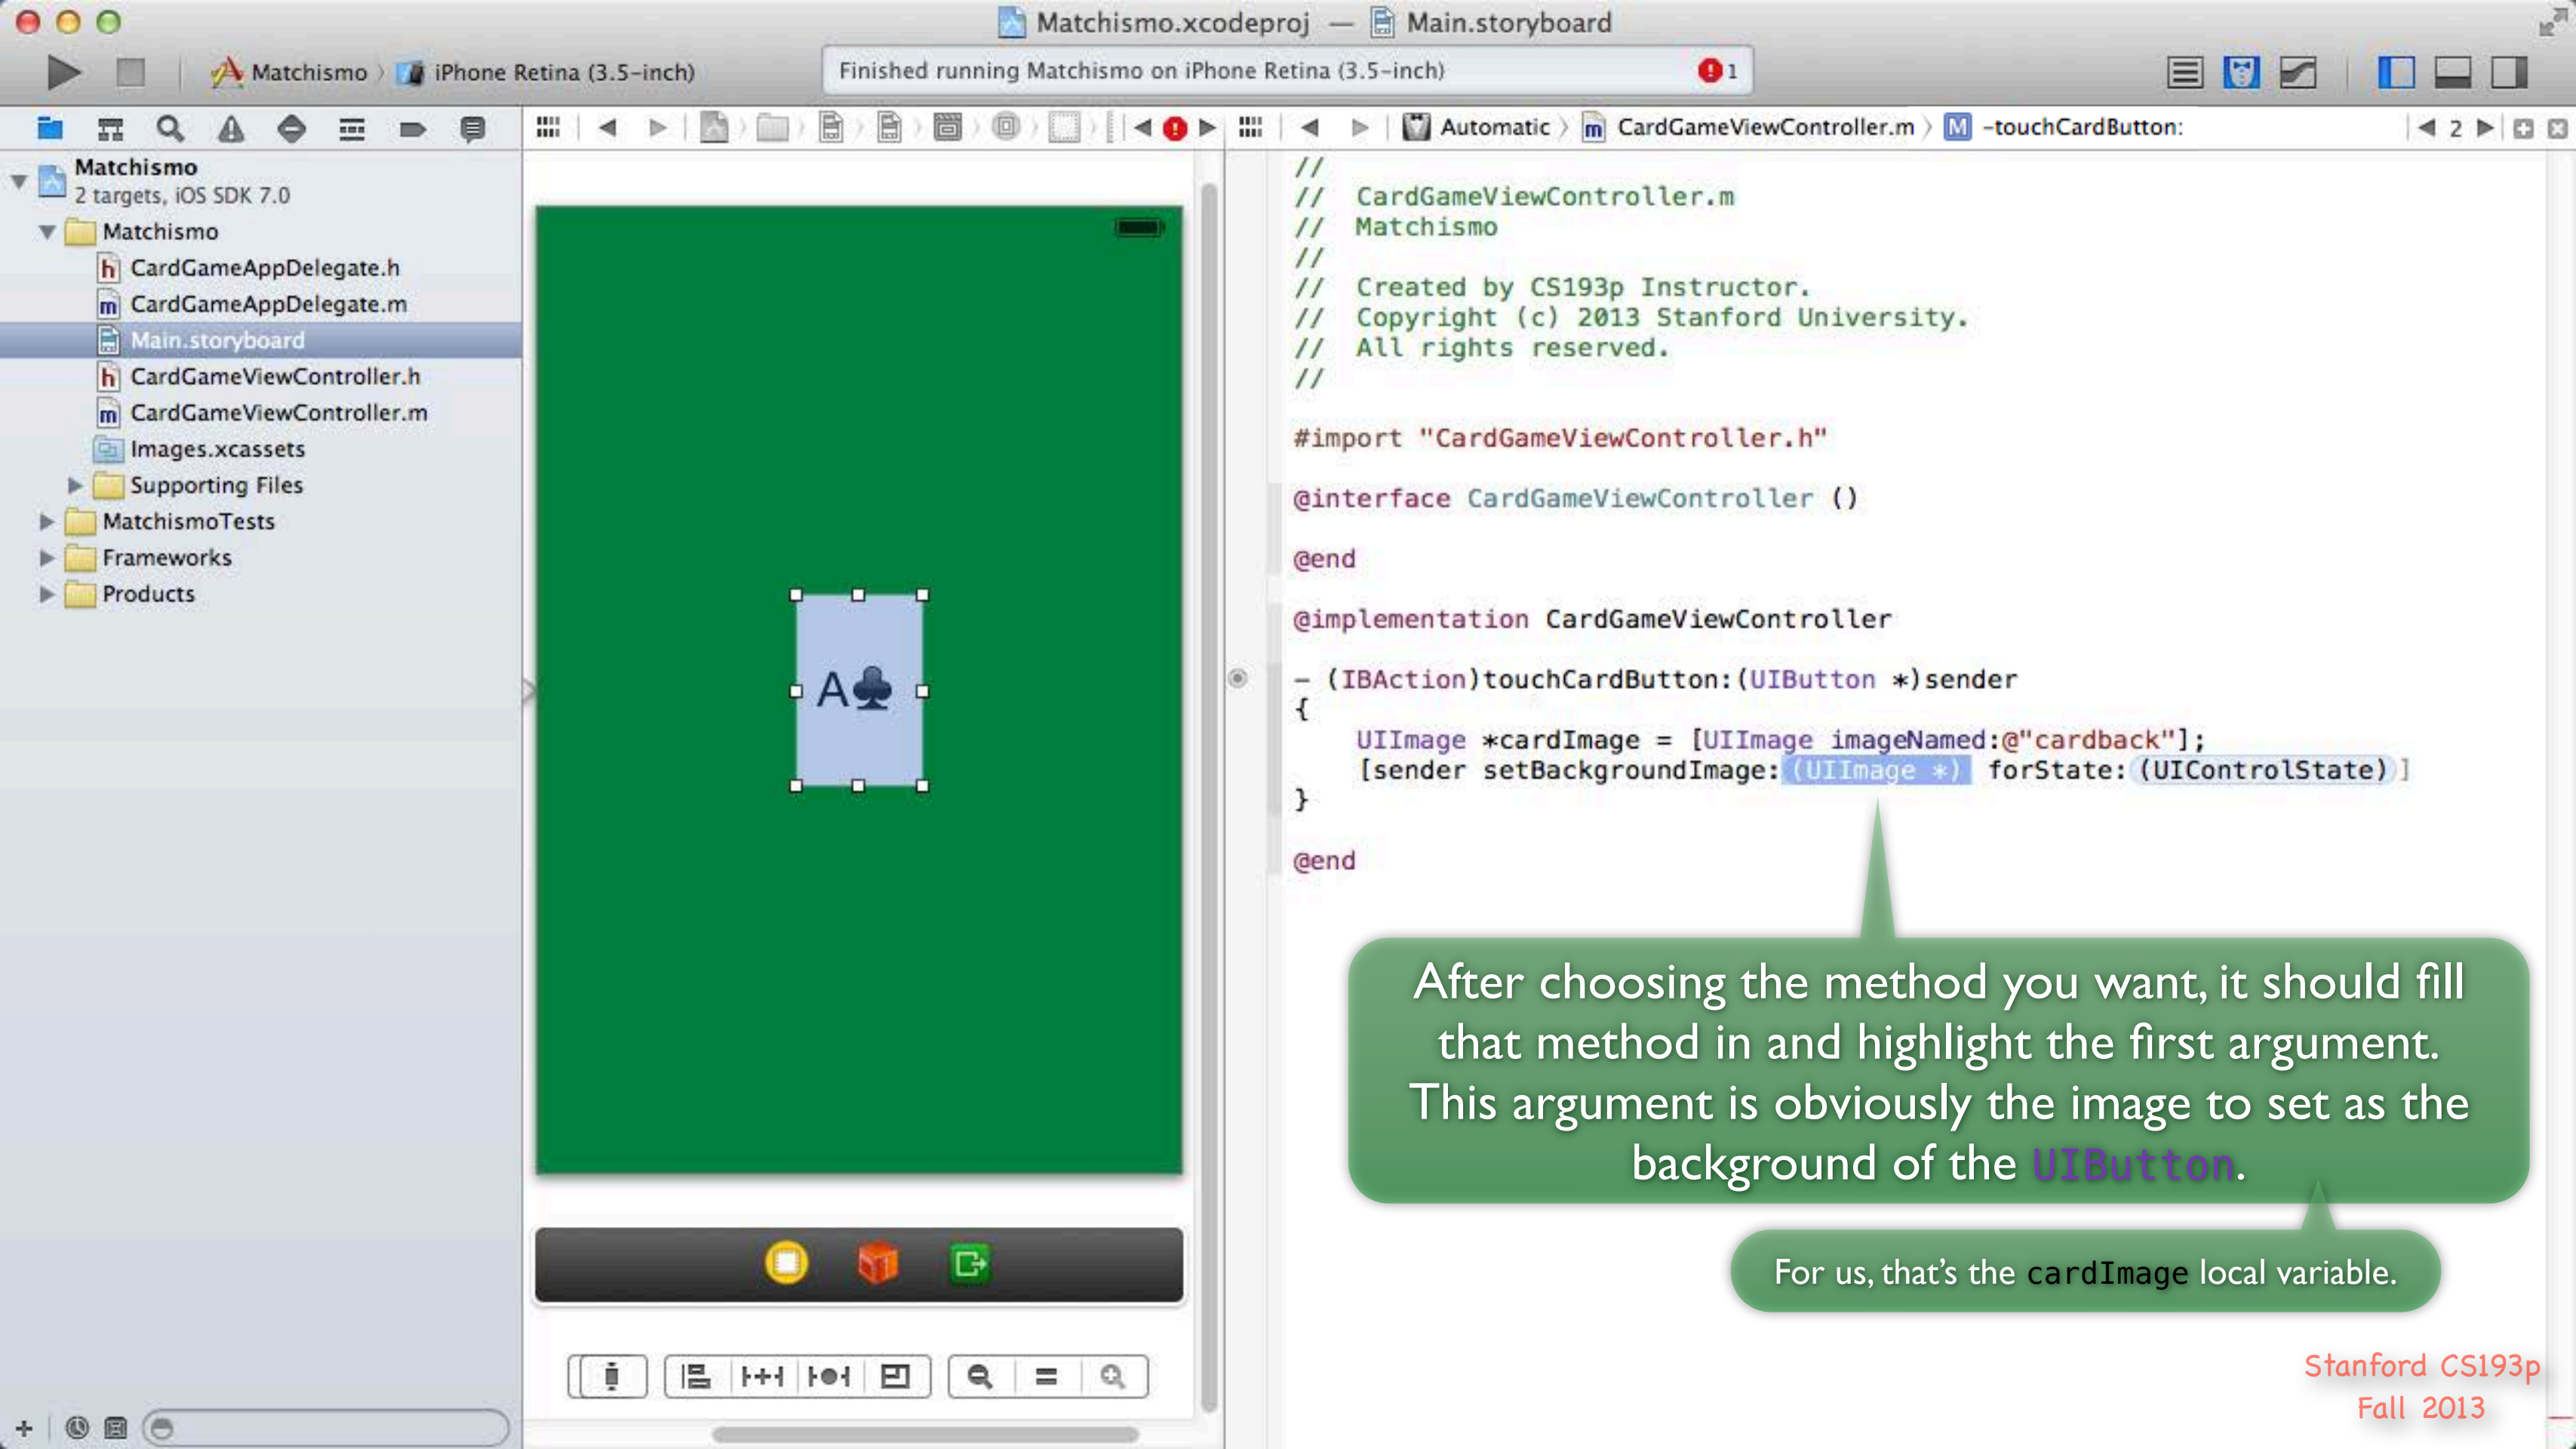 Matchismo.xcodeproj — Main.storyboard
Matchismo
iPhone Retina (3.5-inch)
Finished running Matchismo on iPhone Retina (3.5-inch)
1
Automatic
CardGameViewController.m
M
-touchCardButton:
2
Matchismo
2 targets, iOS SDK 7.0
Matchismo
h CardGameAppDelegate.h
m CardGameAppDelegate.m
Main.storyboard
h CardGameViewController.h
m CardGameViewController.m
Images.xcassets
Supporting Files
MatchismoTests
Frameworks
Products
A♣
//
//  CardGameViewController.m
//  Matchismo
//
//  Created by CS193p Instructor.
//  Copyright (c) 2013 Stanford University.
//  All rights reserved.
//
#import "CardGameViewController.h"
@interface CardGameViewController ()
@end
@implementation CardGameViewController
- (IBAction)touchCardButton:(UIButton *)sender
{
    UIImage *cardImage = [UIImage imageNamed:@"cardback"];
    [sender setBackgroundImage:(UIImage *) forState:(UIControlState)]
}
@end
After choosing the method you want, it should fill
that method in and highlight the first argument.
This argument is obviously the image to set as the
background of the UIButton.
For us, that's the cardImage local variable.
Stanford CS193p
Fall 2013